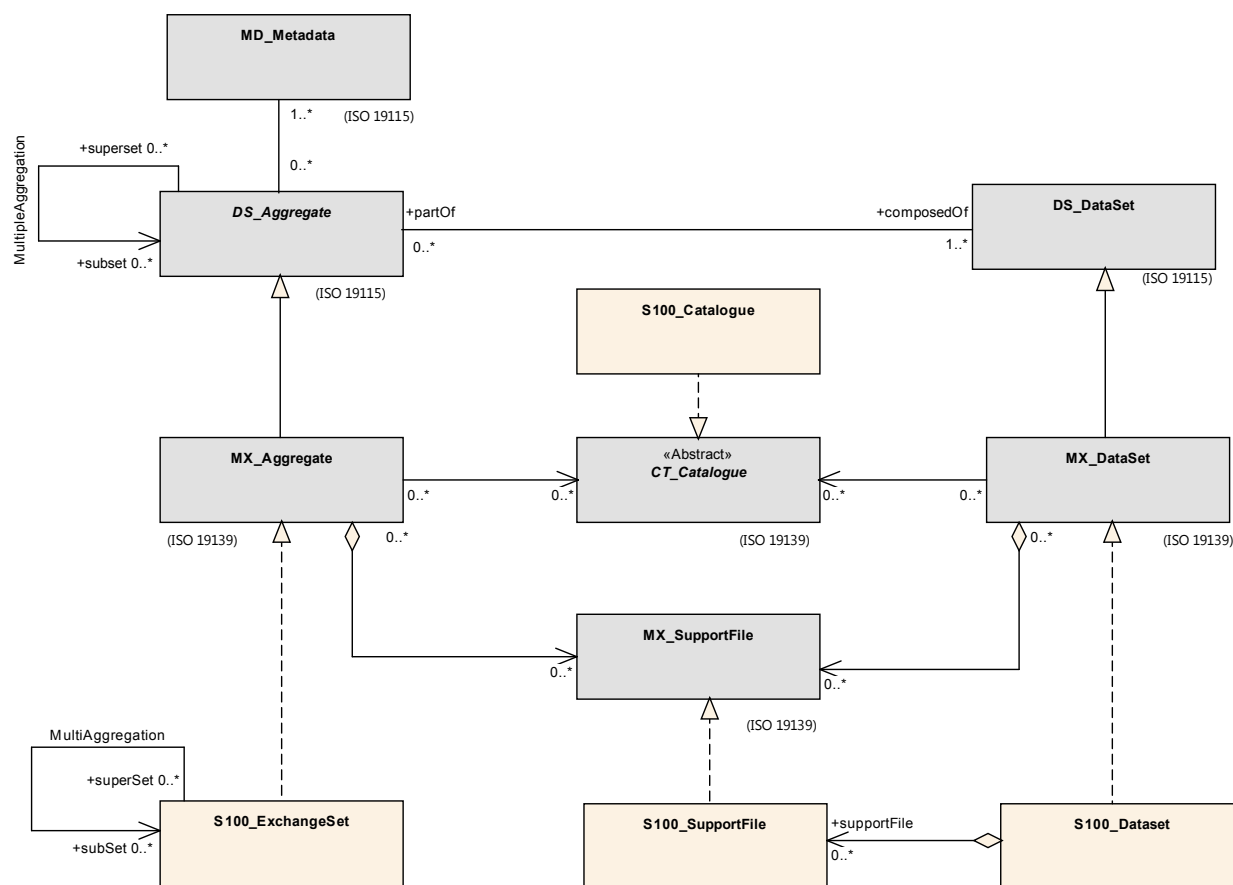 MD_Metadata
1..*
(ISO 19115)
MultipleAggregation
+superset 0..*
0..*
DS_Aggregate
+partOf
0..*
+composedOf
1..*
DS_DataSet
+subset 0..*
(ISO 19115)
(ISO 19115)
S100_Catalogue
MX_Aggregate
0..*
0..*
«Abstract»
CT_Catalogue
0..*
0..*
MX_DataSet
(ISO 19139)
0..*
(ISO 19139)
0..*
(ISO 19139)
MX_SupportFile
0..*
0..*
(ISO 19139)
MultiAggregation
+superSet 0..*
S100_ExchangeSet
+subSet 0..*
S100_SupportFile
+supportFile
0..*
S100_Dataset